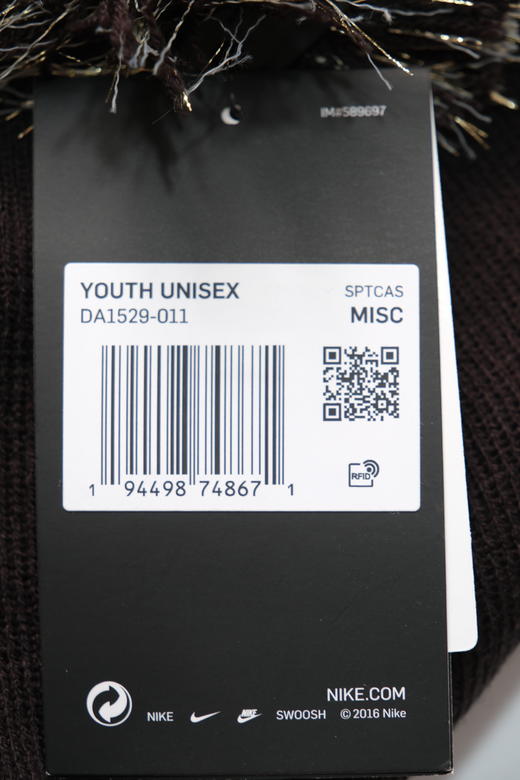 IM#589697
YOUTH UNISEX
DA1529-011
SPTCAS
MISC
1 94498 74867 1
RFID
NIKE.COM
NIKE NIKE SWOOSH © 2016 Nike